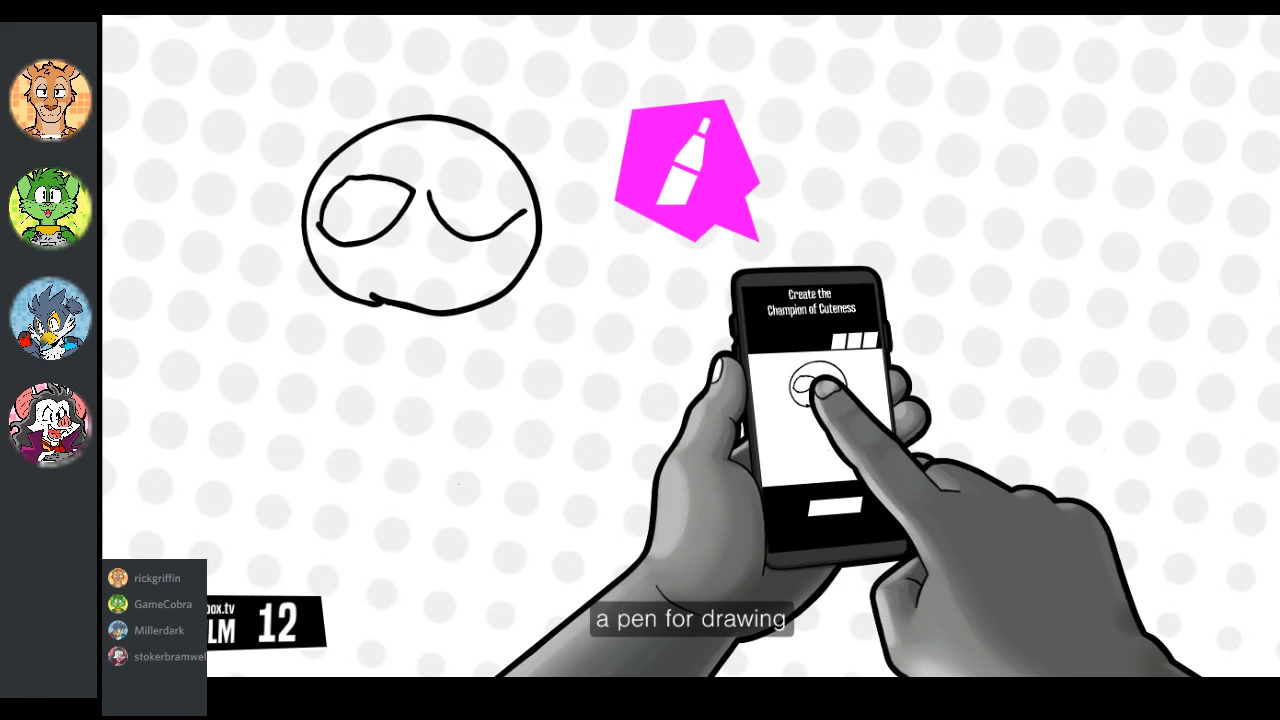 Create the
Champion of Cuteness
rickgriffin
GameCobra
Millerdark
stokerbramwel
box.tv
LM 12
a pen for drawing